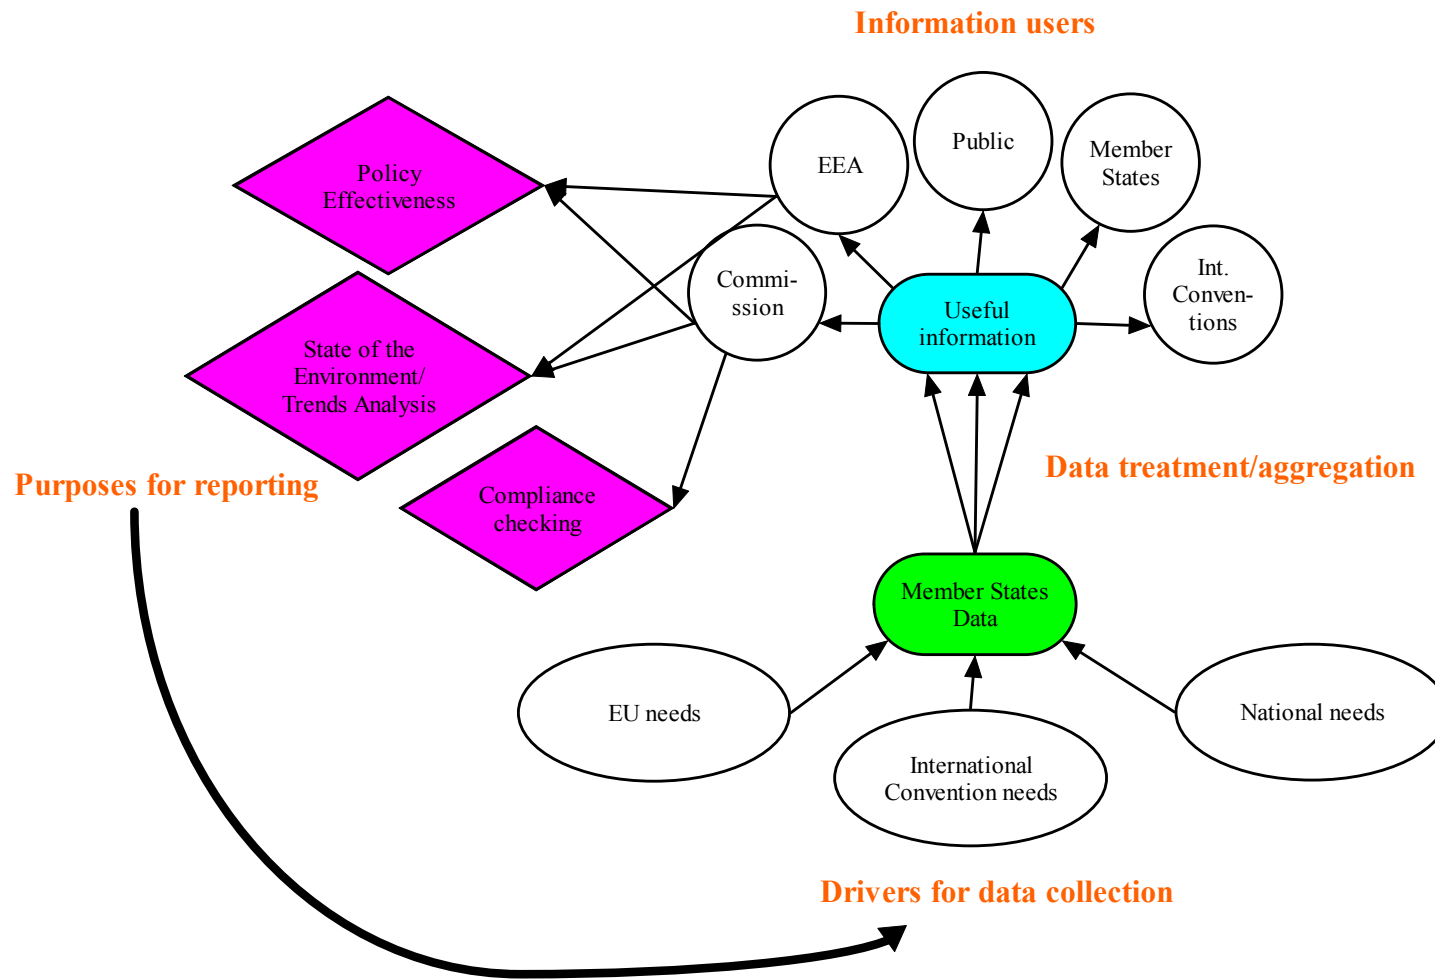 Information users
Public
Member
States
EEA
Policy
Effectiveness
Commi-
ssion
Int.
Conven-
tions
Useful
information
State of the
Environment/
Trends Analysis
Data treatment/aggregation
Purposes for reporting
Compliance
checking
Member States
Data
EU needs
National needs
International
Convention needs
Drivers for data collection